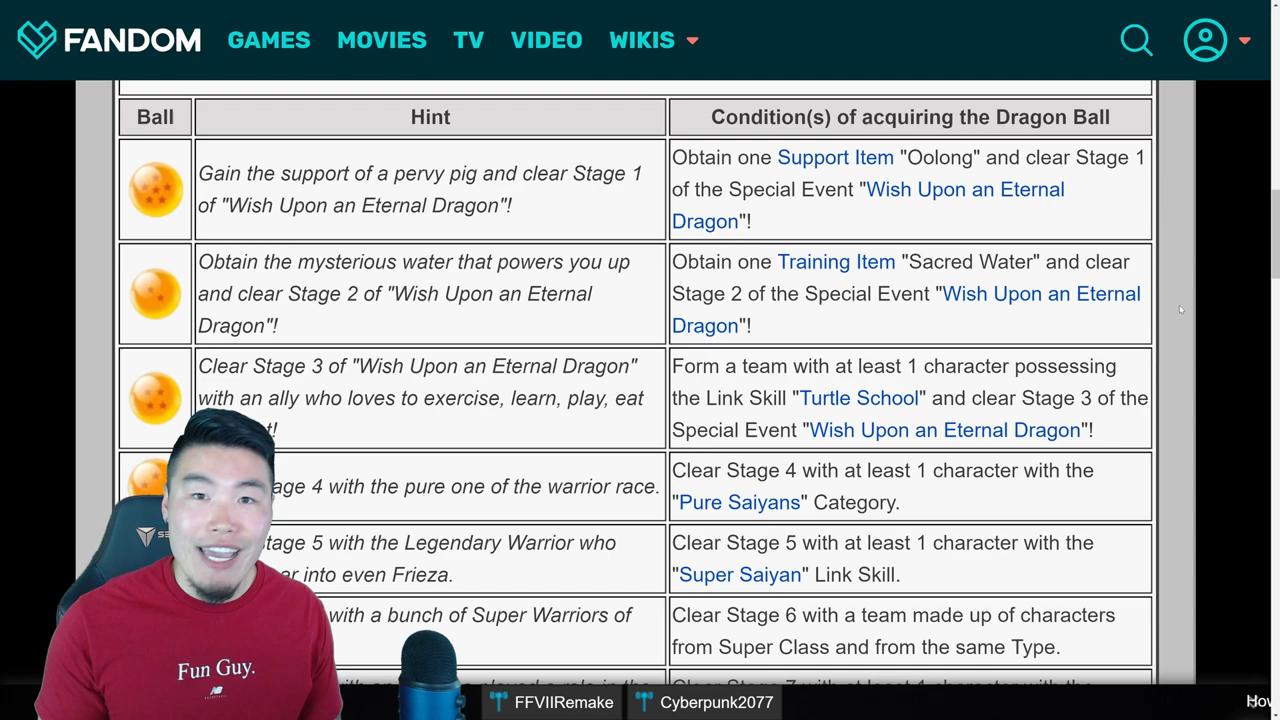 FANDOM GAMES MOVIES TV VIDEO WIKIS
Ball Hint Condition(s) of acquiring the Dragon Ball
Gain the support of a pervy pig and clear Stage 1
of "Wish Upon an Eternal Dragon"!
Obtain one Support Item "Oolong" and clear Stage 1
of the Special Event "Wish Upon an Eternal
Dragon"!
Obtain the mysterious water that powers you up
and clear Stage 2 of "Wish Upon an Eternal
Dragon"!
Obtain one Training Item "Sacred Water" and clear
Stage 2 of the Special Event "Wish Upon an Eternal
Dragon"!
Clear Stage 3 of "Wish Upon an Eternal Dragon"
with an ally who loves to exercise, learn, play, eat
Form a team with at least 1 character possessing
the Link Skill "Turtle School" and clear Stage 3 of the
Special Event "Wish Upon an Eternal Dragon"!
4 with the pure one of the warrior race.
Clear Stage 4 with at least 1 character with the
"Pure Saiyans" Category.
5 with the Legendary Warrior who
into even Frieza.
Clear Stage 5 with at least 1 character with the
"Super Saiyan" Link Skill.
with a bunch of Super Warriors of
Clear Stage 6 with a team made up of characters
from Super Class and from the same Type.
Clear Stage 7 with at least 1 character with the
Fun Guy.
FFVIIRemake Cyberpunk2077